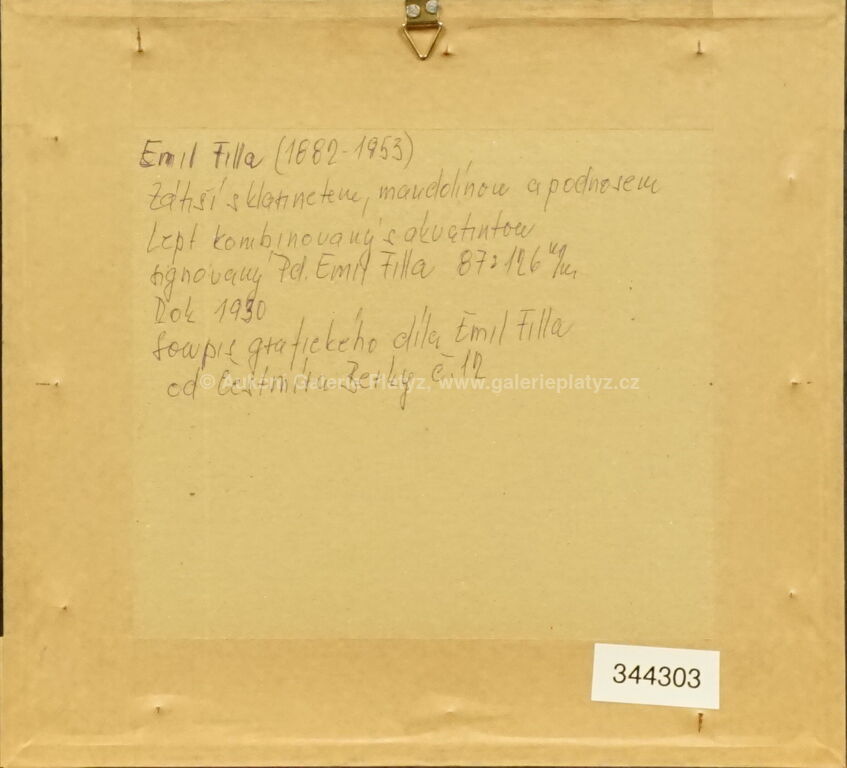 Emil Filla (1882-1953)
Zátiší s klarinetem, mandolínou a podnosem
Lept kombinovaný s akvatintou
signovaný Pd. Emil Filla 87×126 m/m
Rok 1930
Soupis grafického díla Emil Filla
od Čestmíra Berky č. 12
© Aukční Galerie Platýz, www.galerieplatyz.cz
344303